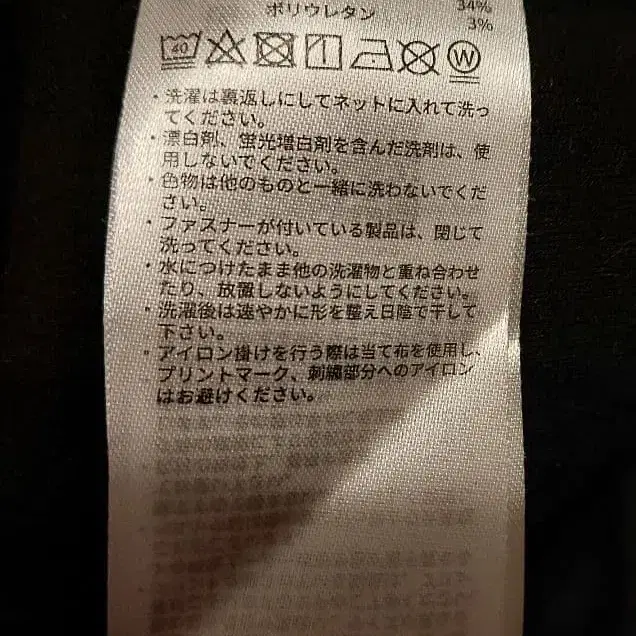 34%
ポリウレタン 3%
40 W
・洗濯は裏返しにしてネットに入れて洗っ
てください。
・漂白剤、蛍光増白剤を含んだ洗剤は、使
用しないでください。
・色物は他のものと一緒に洗わないでくだ
さい。
・ファスナーが付いている製品は、閉じて
洗ってください。
・水につけたまま他の洗濯物と重ね合わせ
たり、放置しないようにしてください。
・洗濯後は速やかに形を整え日陰で干して
下さい。
・アイロン掛けを行う際は当て布を使用し、
プリントマーク、刺繍部分へのアイロン
はお避けください。